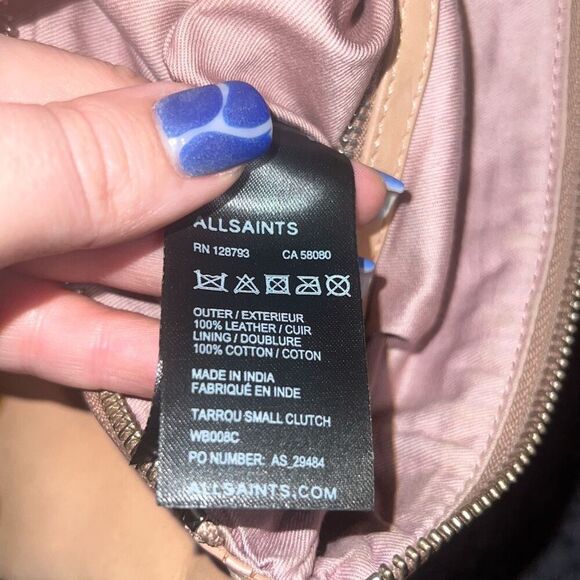 ALLSAINTS
RN 128793 CA 58080
OUTER / EXTERIEUR
100% LEATHER / CUIR
LINING / DOUBLURE
100% COTTON / COTON
MADE IN INDIA
FABRIQUÉ EN INDE
TARROU SMALL CLUTCH
WB008C
PO NUMBER: AS_29484
ALLSAINTS.COM